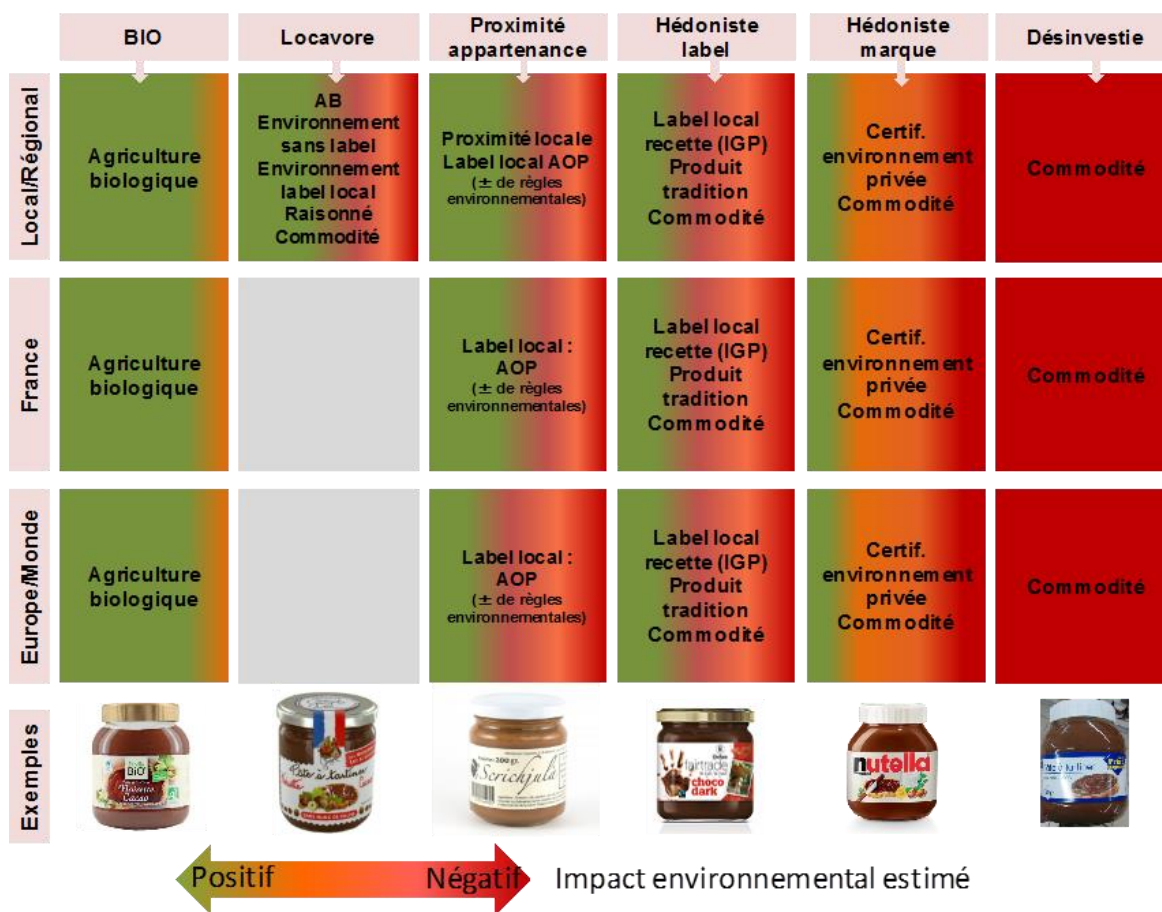 BIO
Locavore
Proximité
appartenance
Hédoniste
label
Hédoniste
marque
Désinvestie
Local/Régional
Agriculture
biologique
AB
Environnement
sans label
Environnement
label local
Raisonné
Commodité
Proximité locale
Label local AOP
(± de règles
environnementales)
Label local
recette (IGP)
Produit
tradition
Commodité
Certif.
environnement
privée
Commodité
Commodité
France
Agriculture
biologique
Label local :
AOP
(± de règles
environnementales)
Label local
recette (IGP)
Produit
tradition
Commodité
Certif.
environnement
privée
Commodité
Commodité
Europe/Monde
Agriculture
biologique
Label local :
AOP
(± de règles
environnementales)
Label local
recette (IGP)
Produit
tradition
Commodité
Certif.
environnement
privée
Commodité
Commodité
Exemples
BIO
Noisettes
Cacao
Pâte à tartiner
Scrichjula
fairtrade
choco
dark
nutella
Positif
Négatif
Impact environnemental estimé